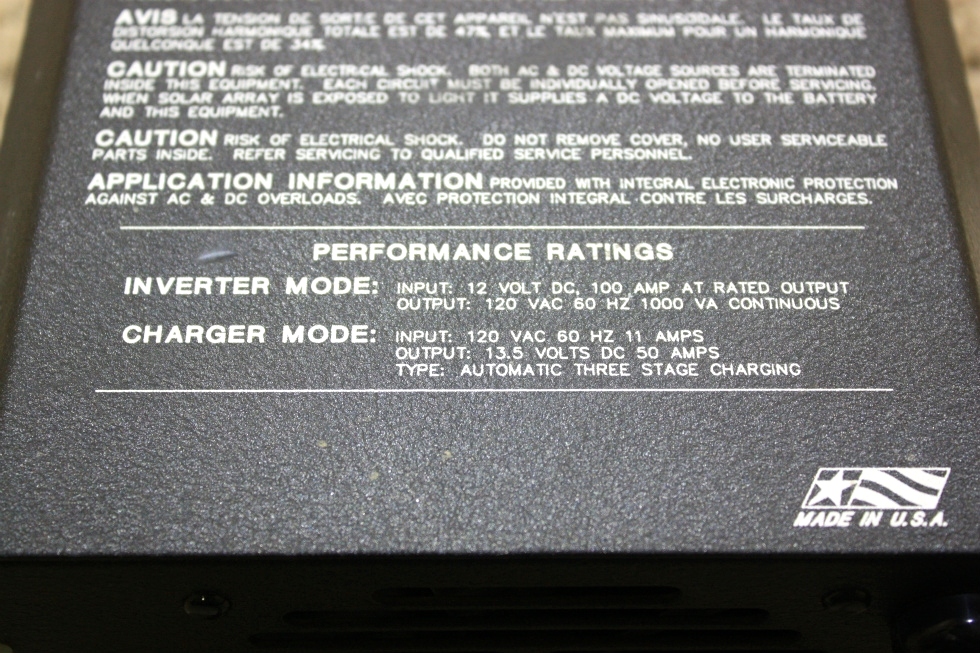 AVIS LA TENSION DE SORTIE DE CET APPAREIL N'EST PAS SINUSOIDALE. LE TAUX DE
DISTORSION HARMONIQUE TOTALE EST DE 47% ET LE TAUX MAXIMUM POUR UN HARMONIQUE
QUELCONQUE EST DE 34%.
CAUTION RISK OF ELECTRICAL SHOCK. BOTH AC & DC VOLTAGE SOURCES ARE TERMINATED
INSIDE THIS EQUIPMENT. EACH CIRCUIT MUST BE INDIVIDUALLY OPENED BEFORE SERVICING.
WHEN SOLAR ARRAY IS EXPOSED TO LIGHT IT SUPPLIES A DC VOLTAGE TO THE BATTERY
AND THIS EQUIPMENT.
CAUTION RISK OF ELECTRICAL SHOCK. DO NOT REMOVE COVER, NO USER SERVICEABLE
PARTS INSIDE. REFER SERVICING TO QUALIFIED SERVICE PERSONNEL.
APPLICATION INFORMATION PROVIDED WITH INTEGRAL ELECTRONIC PROTECTION
AGAINST AC & DC OVERLOADS. AVEC PROTECTION INTEGRAL CONTRE LES SURCHARGES.
PERFORMANCE RATINGS
INVERTER MODE: INPUT: 12 VOLT DC, 100 AMP AT RATED OUTPUT
OUTPUT: 120 VAC 60 HZ 1000 VA CONTINUOUS
CHARGER MODE: INPUT: 120 VAC 60 HZ 11 AMPS
OUTPUT: 13.5 VOLTS DC 50 AMPS
TYPE: AUTOMATIC THREE STAGE CHARGING
MADE IN U.S.A.